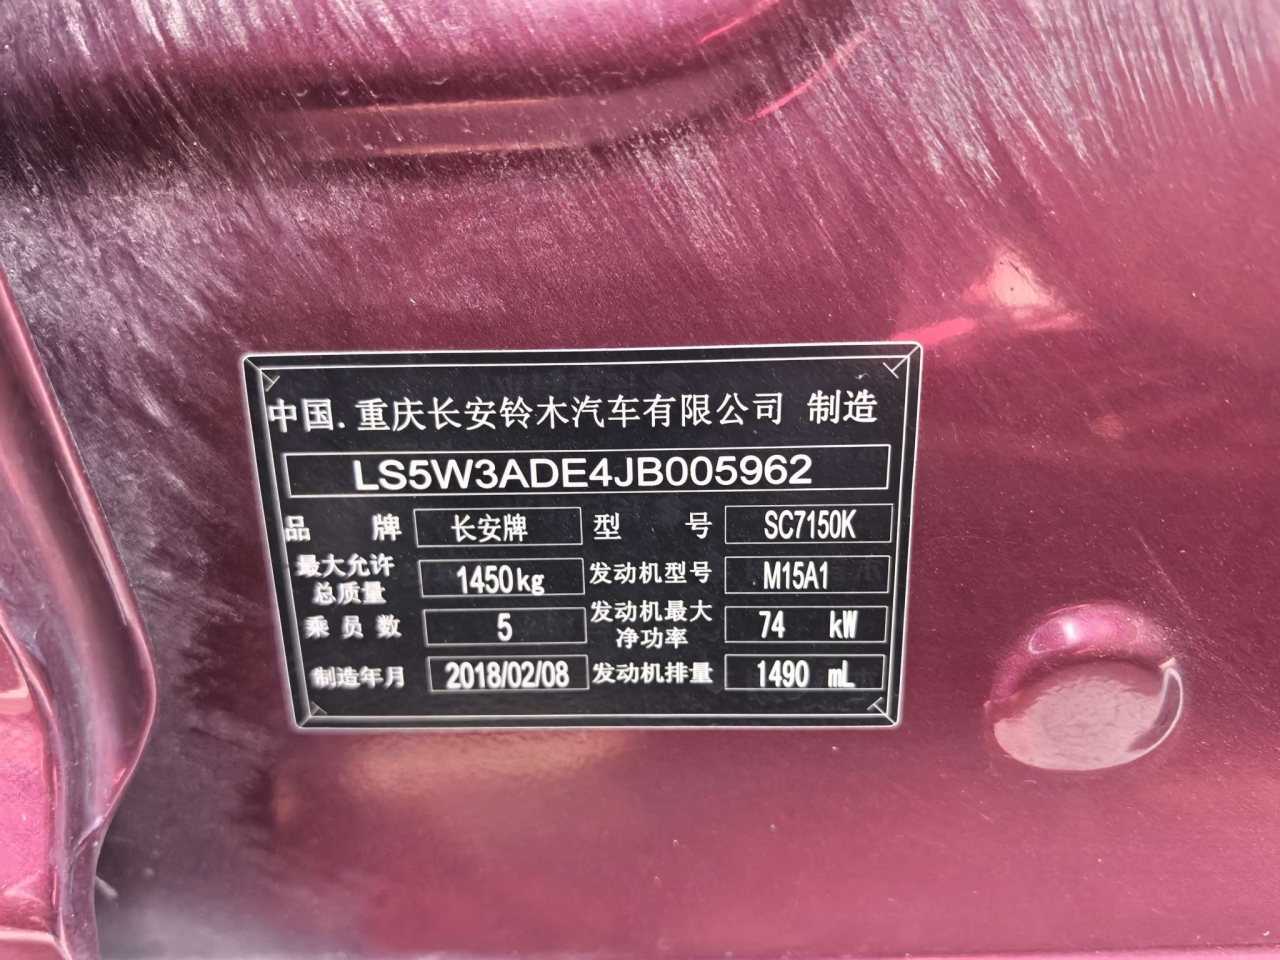 中国.重庆长安铃木汽车有限公司 制造
LS5W3ADE4JB005962
品 牌 长安牌 型 号 SC7150K
最大允许总质量 1450kg 发动机型号 M15A1
乘员数 5 发动机最大净功率 74 kW
制造年月 2018/02/08 发动机排量 1490 mL